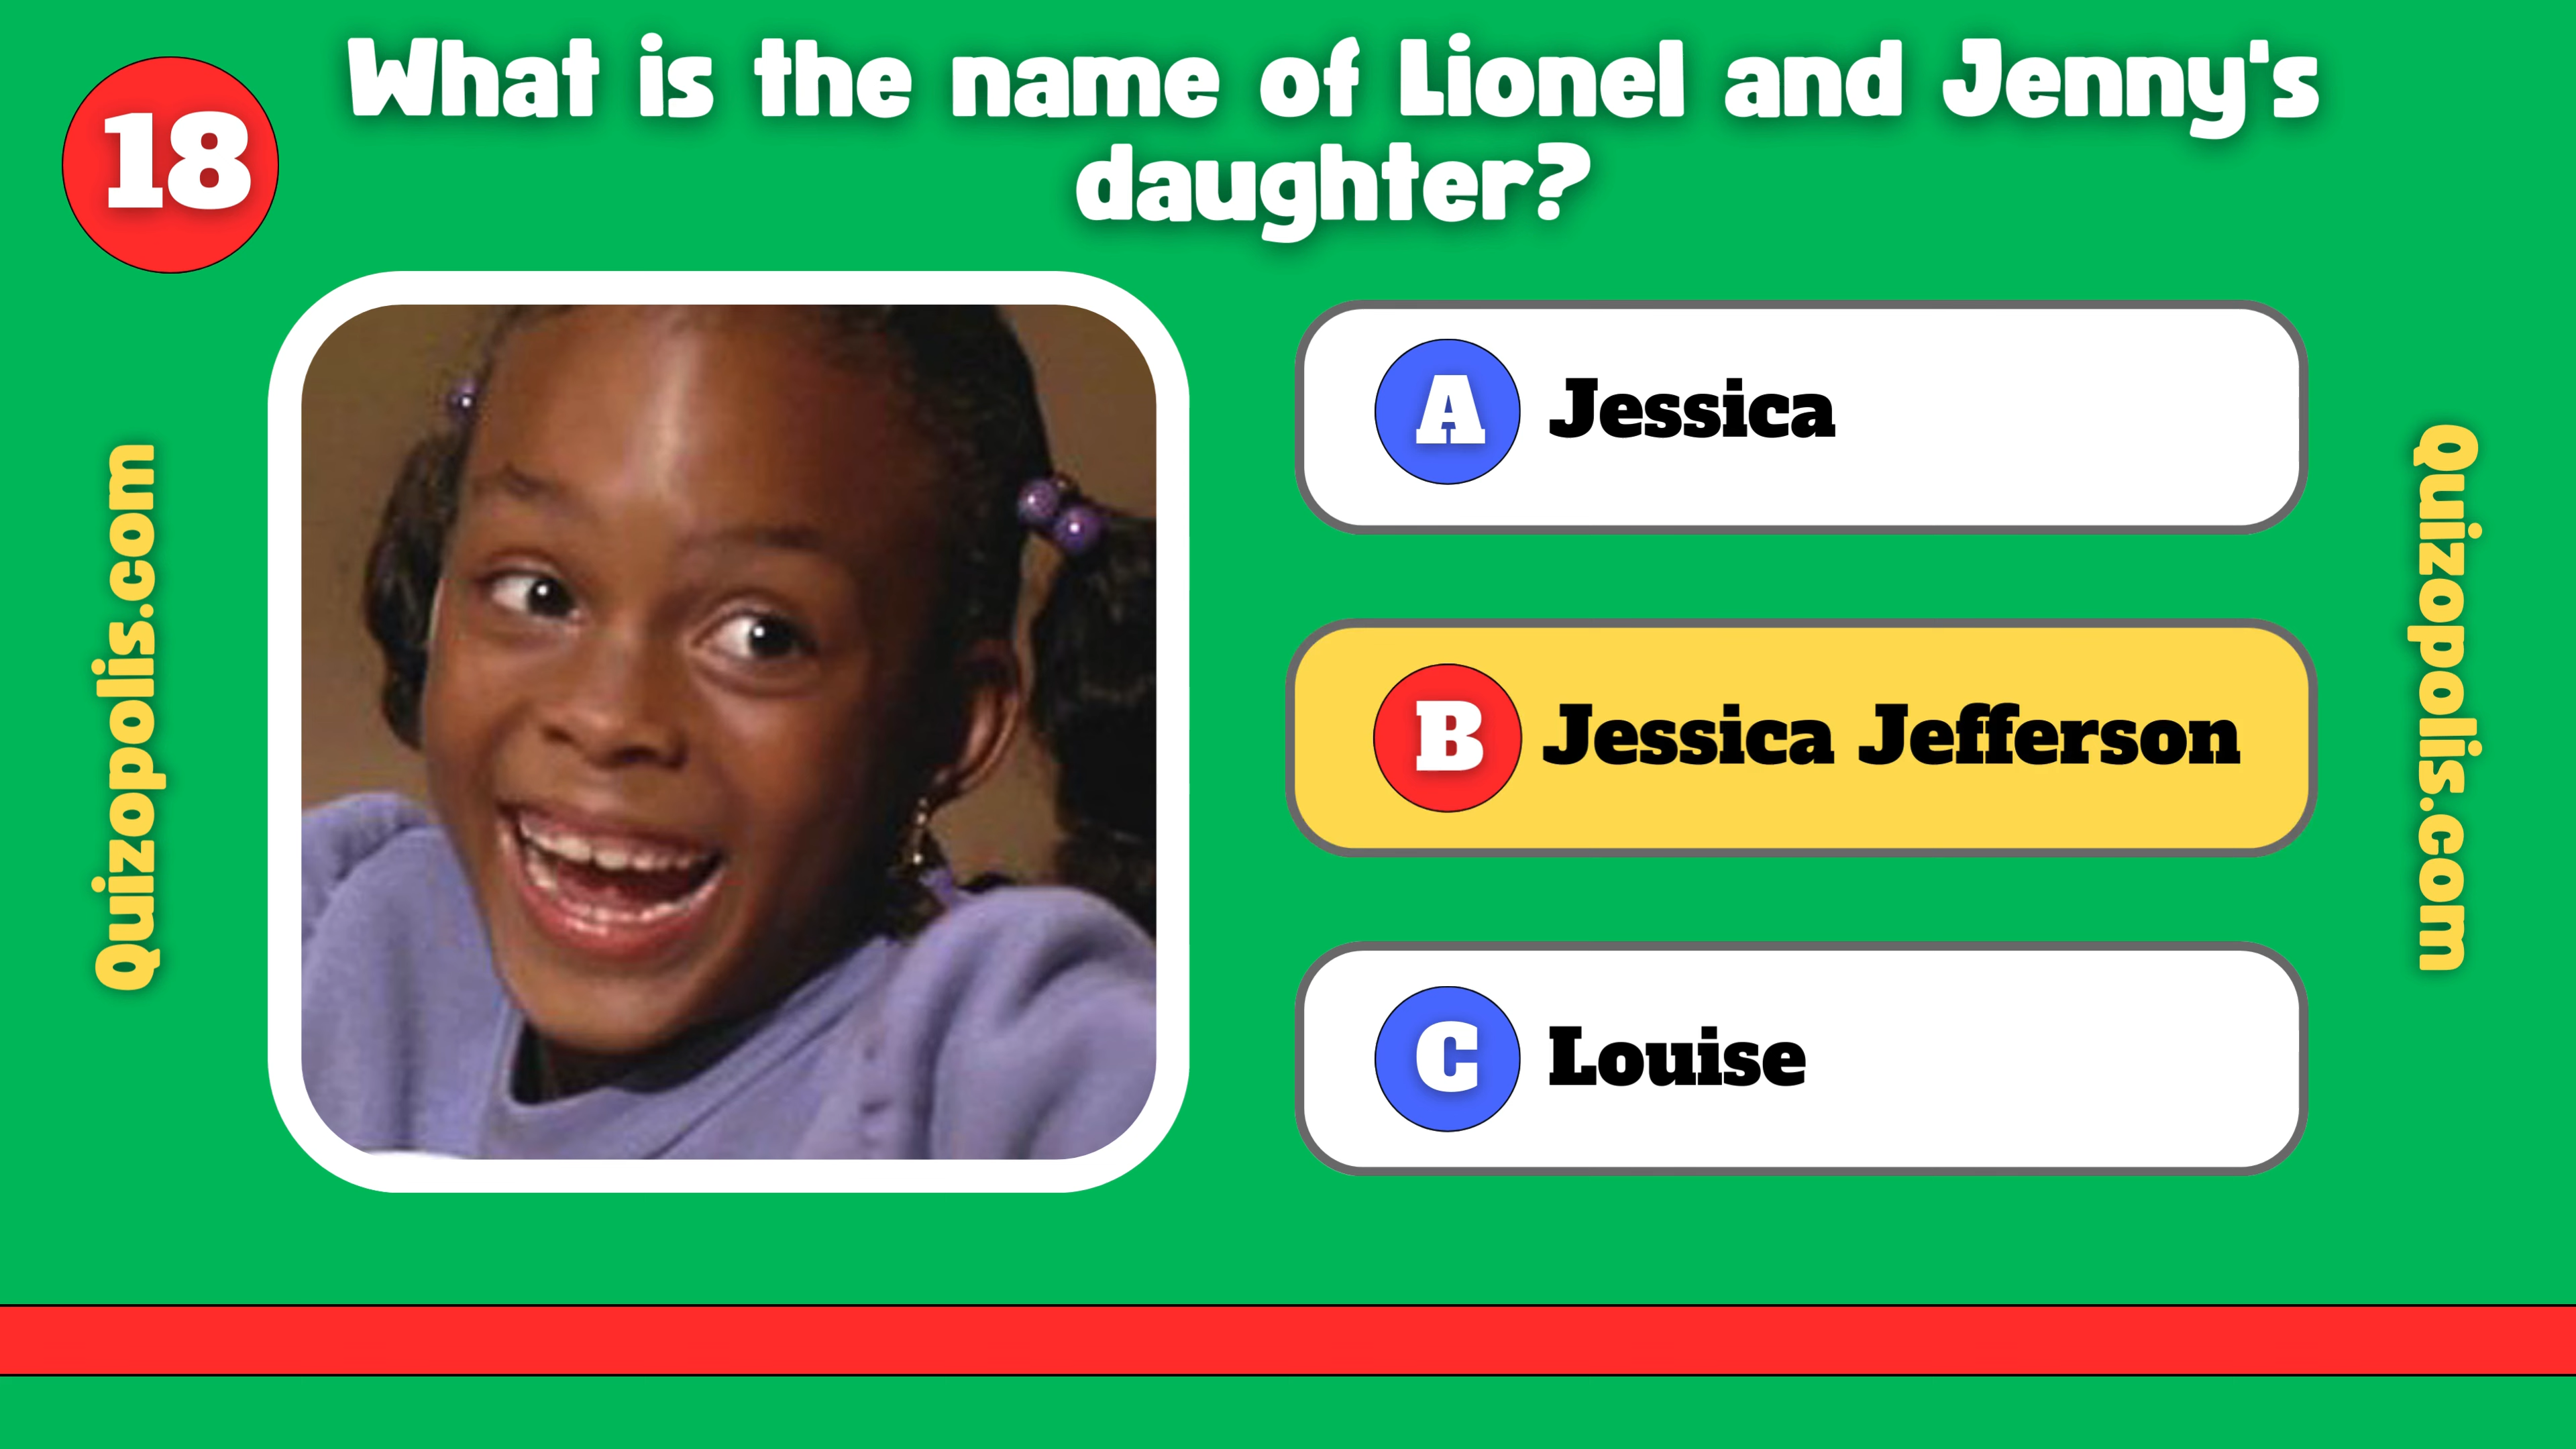 18
What is the name of Lionel and Jenny's
daughter?
Quizopolis.com
A Jessica
B Jessica Jefferson
C Louise
Quizopolis.com